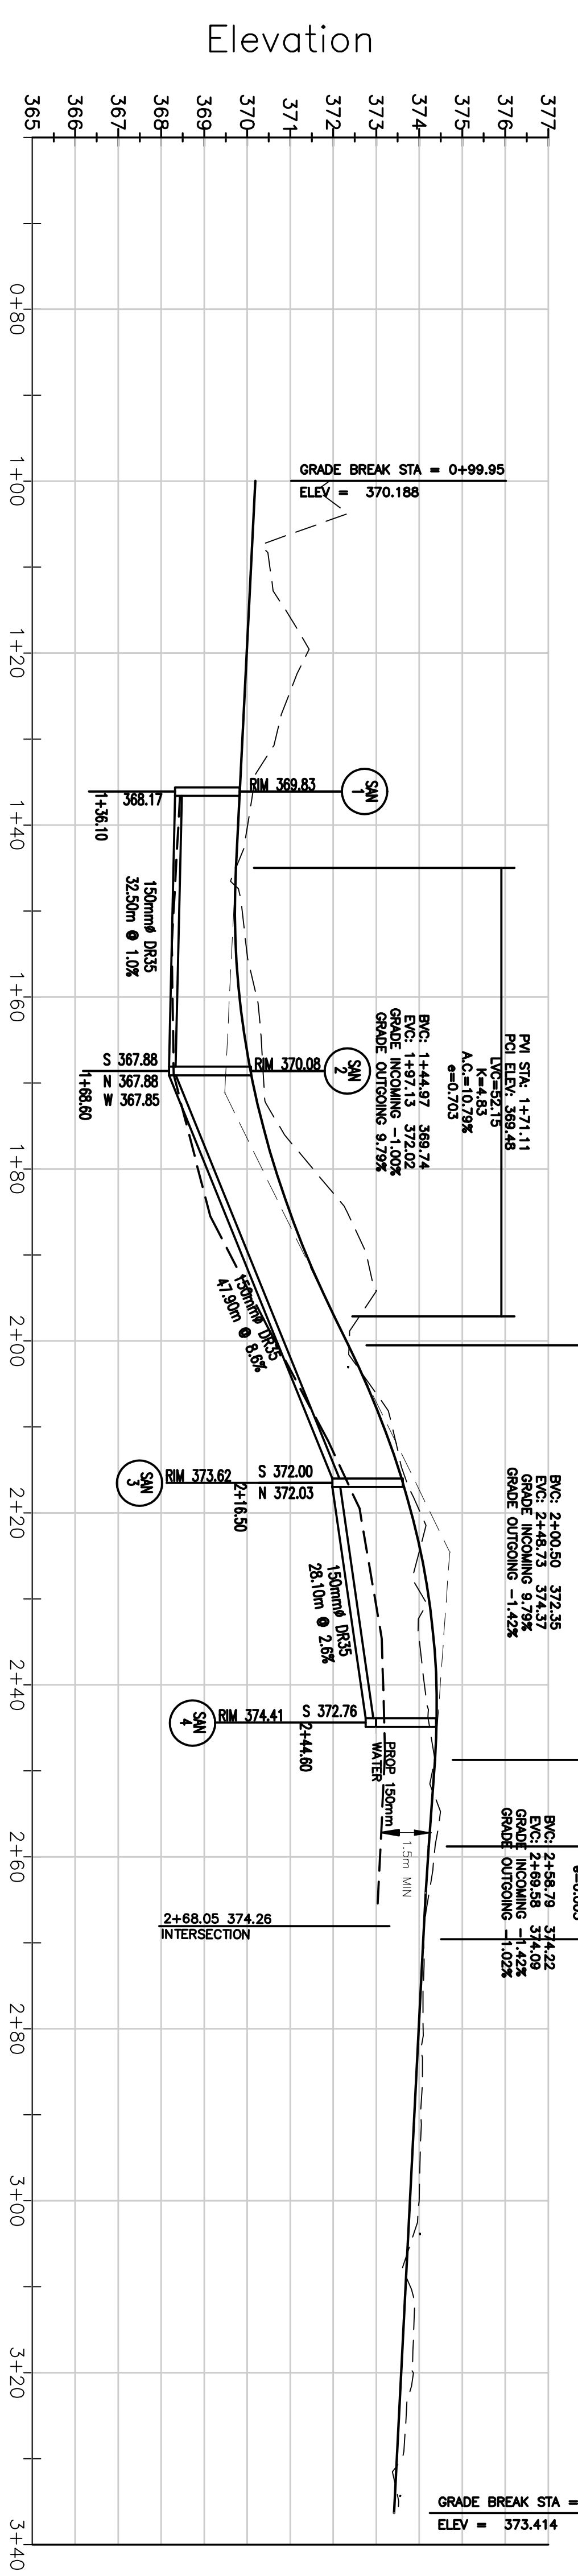 Elevation
377
376
375
374
373
372
371
370
369
368
367
366
365
0+80
1+00
1+20
1+40
1+60
1+80
2+00
2+20
2+40
2+60
2+80
3+00
3+20
3+40
GRADE BREAK STA = 0+99.95
ELEV = 370.188
SAN
1
RIM 369.83
368.17
1+36.10
150mmø DR35
32.50m @ 1.0%
SAN
2
RIM 370.08
S 367.88
N 367.88
W 367.85
1+68.60
PVI STA: 1+71.11
PCI ELEV: 369.48
LVC=52.15
K=4.83
A.C.=10.79%
e=0.703
BVC: 1+44.97 369.74
EVC: 1+97.13 372.02
GRADE INCOMING -1.00%
GRADE OUTGOING 9.79%
150mmø DR35
47.90m @ 8.6%
SAN
3
RIM 373.62
S 372.00
N 372.03
2+16.50
BVC: 2+00.50 372.35
EVC: 2+48.73 374.37
GRADE INCOMING 9.79%
GRADE OUTGOING -1.42%
150mmø DR35
28.10m @ 2.6%
SAN
4
RIM 374.41
S 372.76
2+44.60
PROP 150mm
WATER
1.5m MIN
BVC: 2+58.79 374.22
EVC: 2+69.58 374.09
GRADE INCOMING -1.42%
GRADE OUTGOING -1.02%
2+68.05 374.26
INTERSECTION
GRADE BREAK STA =
ELEV = 373.414